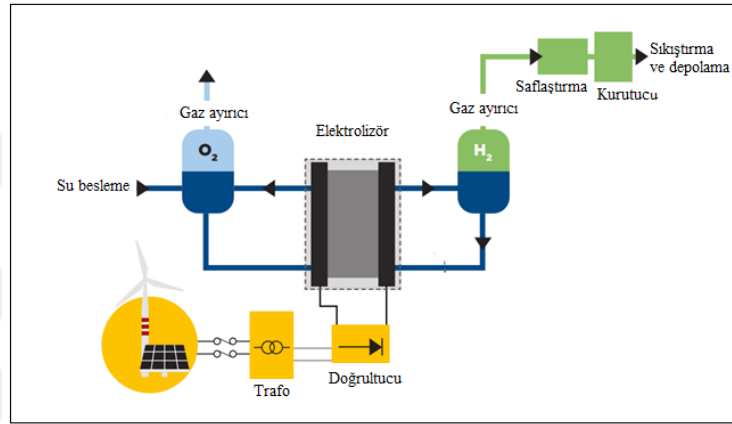 Sıkıştırma
ve depolama
Saflaştırma
Kurutucu
Gaz ayırıcı
Gaz ayırıcı
Elektrolizör
O₂
H₂
Su besleme
Trafo
Doğrultucu